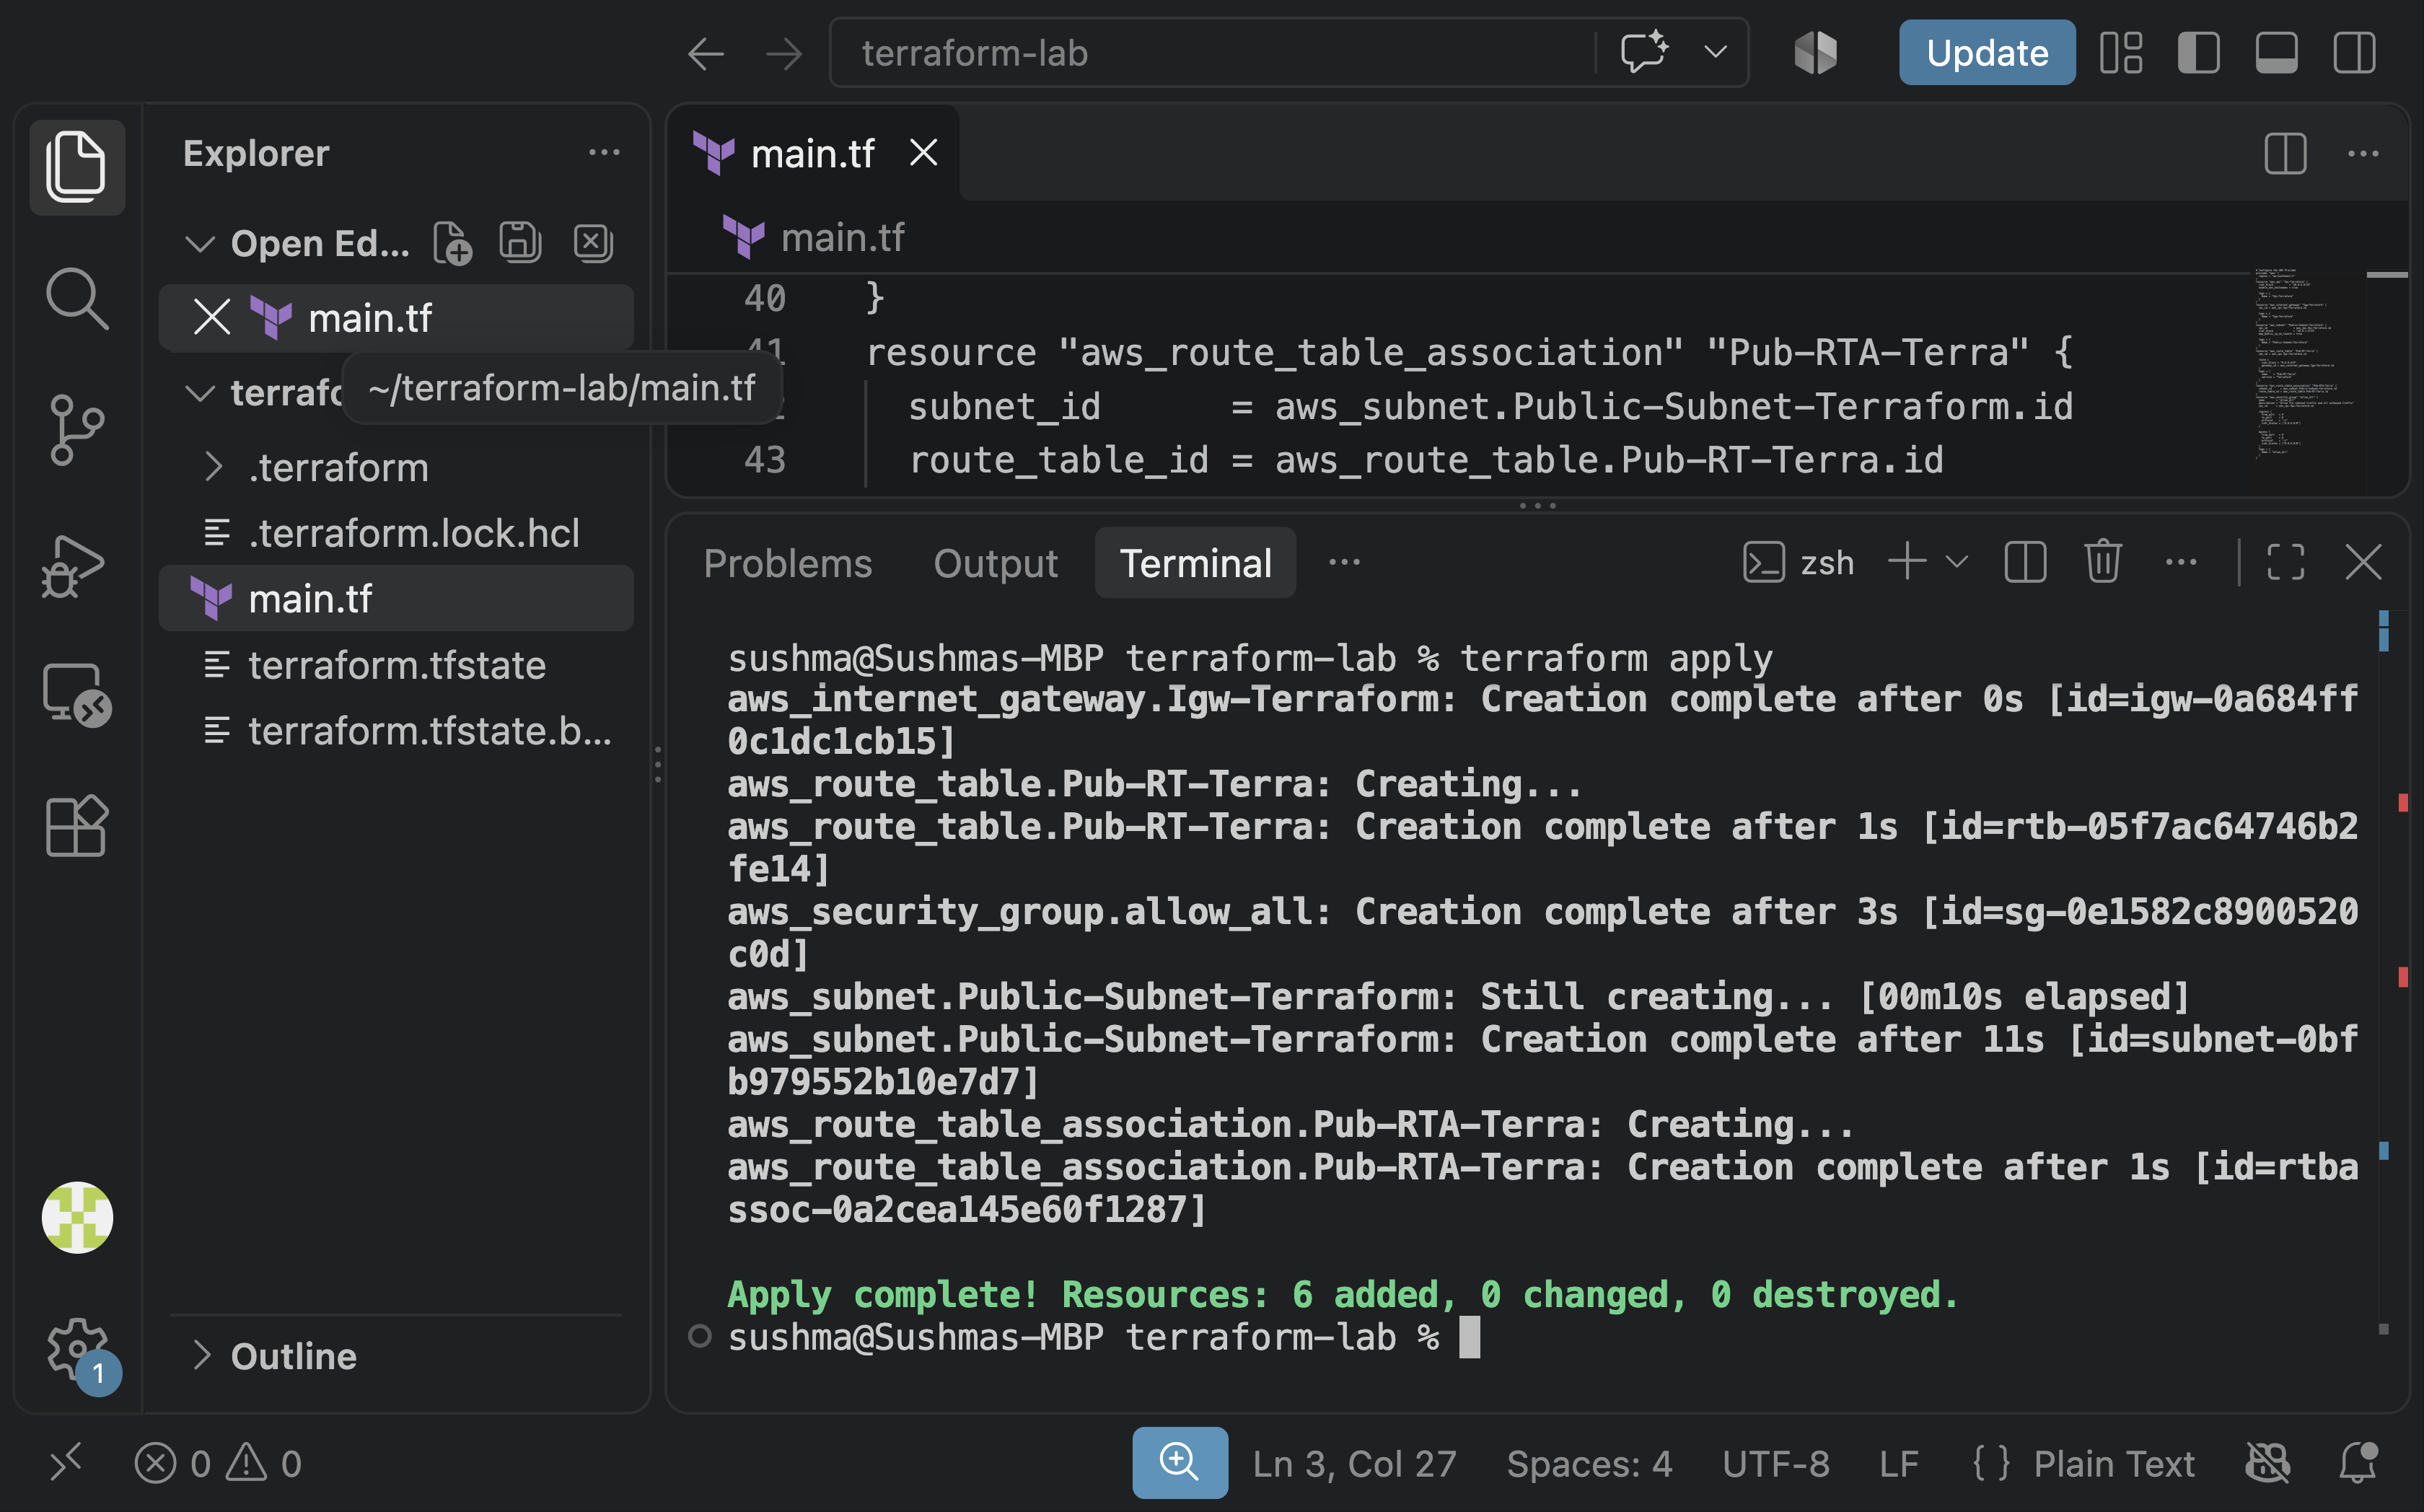 terraform-lab
Update
Explorer
Open Ed...
main.tf
terrafo
~/terraform-lab/main.tf
.terraform
.terraform.lock.hcl
main.tf
terraform.tfstate
terraform.tfstate.b...
Outline
1
main.tf
main.tf
40 }
41 resource "aws_route_table_association" "Pub-RTA-Terra" {
subnet_id = aws_subnet.Public-Subnet-Terraform.id
43 route_table_id = aws_route_table.Pub-RT-Terra.id
Problems Output Terminal zsh
sushma@Sushmas-MBP terraform-lab % terraform apply
aws_internet_gateway.Igw-Terraform: Creation complete after 0s [id=igw-0a684ff
0c1dc1cb15]
aws_route_table.Pub-RT-Terra: Creating...
aws_route_table.Pub-RT-Terra: Creation complete after 1s [id=rtb-05f7ac64746b2
fe14]
aws_security_group.allow_all: Creation complete after 3s [id=sg-0e1582c8900520
c0d]
aws_subnet.Public-Subnet-Terraform: Still creating... [00m10s elapsed]
aws_subnet.Public-Subnet-Terraform: Creation complete after 11s [id=subnet-0bf
b979552b10e7d7]
aws_route_table_association.Pub-RTA-Terra: Creating...
aws_route_table_association.Pub-RTA-Terra: Creation complete after 1s [id=rtba
ssoc-0a2cea145e60f1287]
Apply complete! Resources: 6 added, 0 changed, 0 destroyed.
sushma@Sushmas-MBP terraform-lab %
0 0 Ln 3, Col 27 Spaces: 4 UTF-8 LF {} Plain Text